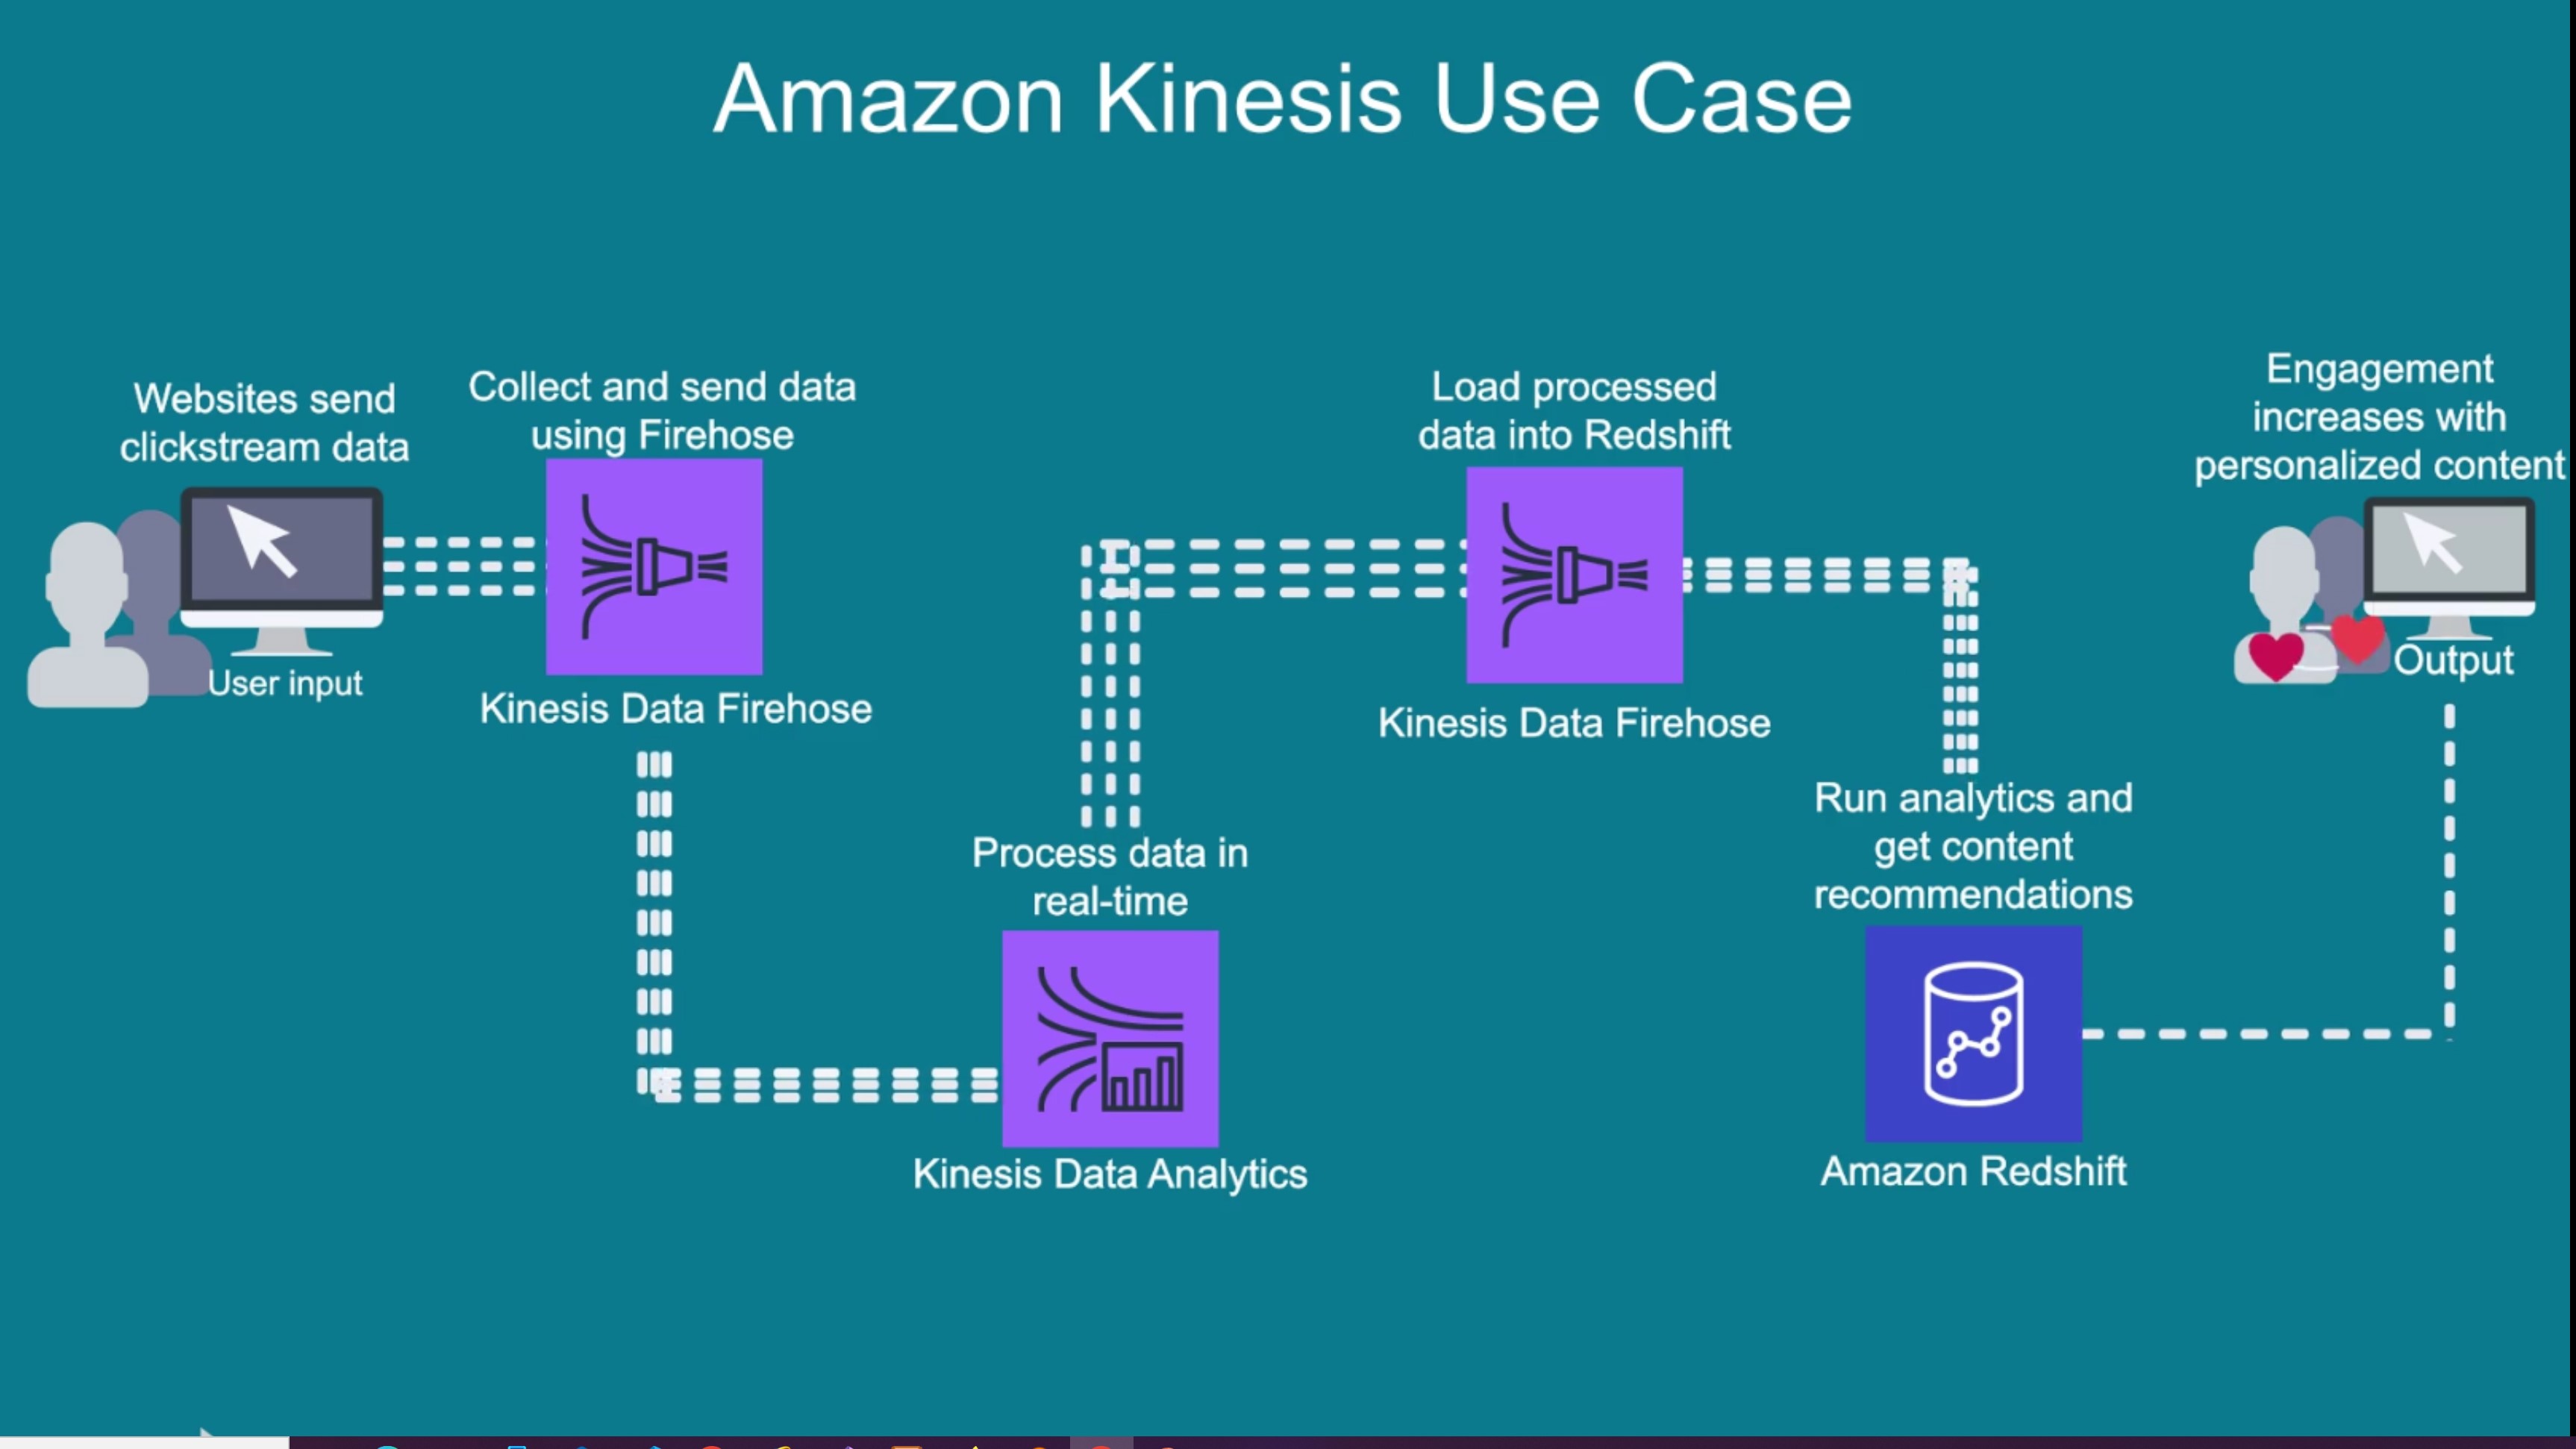 Amazon Kinesis Use Case
Websites send
clickstream data
User input
Collect and send data
using Firehose
Kinesis Data Firehose
Process data in
real-time
Kinesis Data Analytics
Load processed
data into Redshift
Kinesis Data Firehose
Run analytics and
get content
recommendations
Amazon Redshift
Engagement
increases with
personalized content
Output